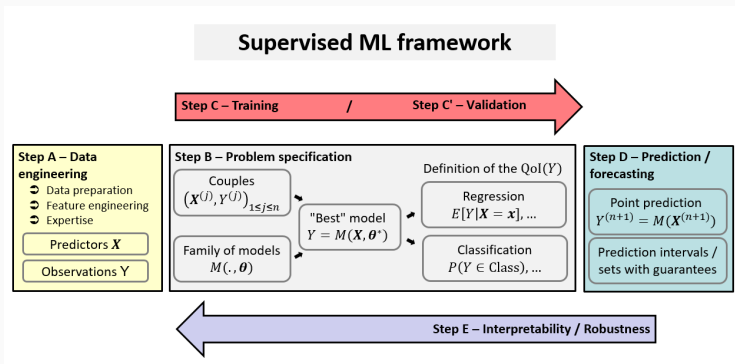 Supervised ML framework
Step C – Training / Step C' – Validation
Step A – Data
engineering
➲ Data preparation
➲ Feature engineering
➲ Expertise
Predictors X
Observations Y
Step B – Problem specification
Couples
(X^(j), Y^(j))_1≤j≤n
Family of models
M(. , θ)
"Best" model
Y = M(X, θ*)
Definition of the QoI(Y)
Regression
E[Y|X = x], ...
Classification
P(Y ∈ Class), ...
Step D – Prediction /
forecasting
Point prediction
Y^(n+1) = M(X^(n+1))
Prediction intervals /
sets with guarantees
Step E – Interpretability / Robustness